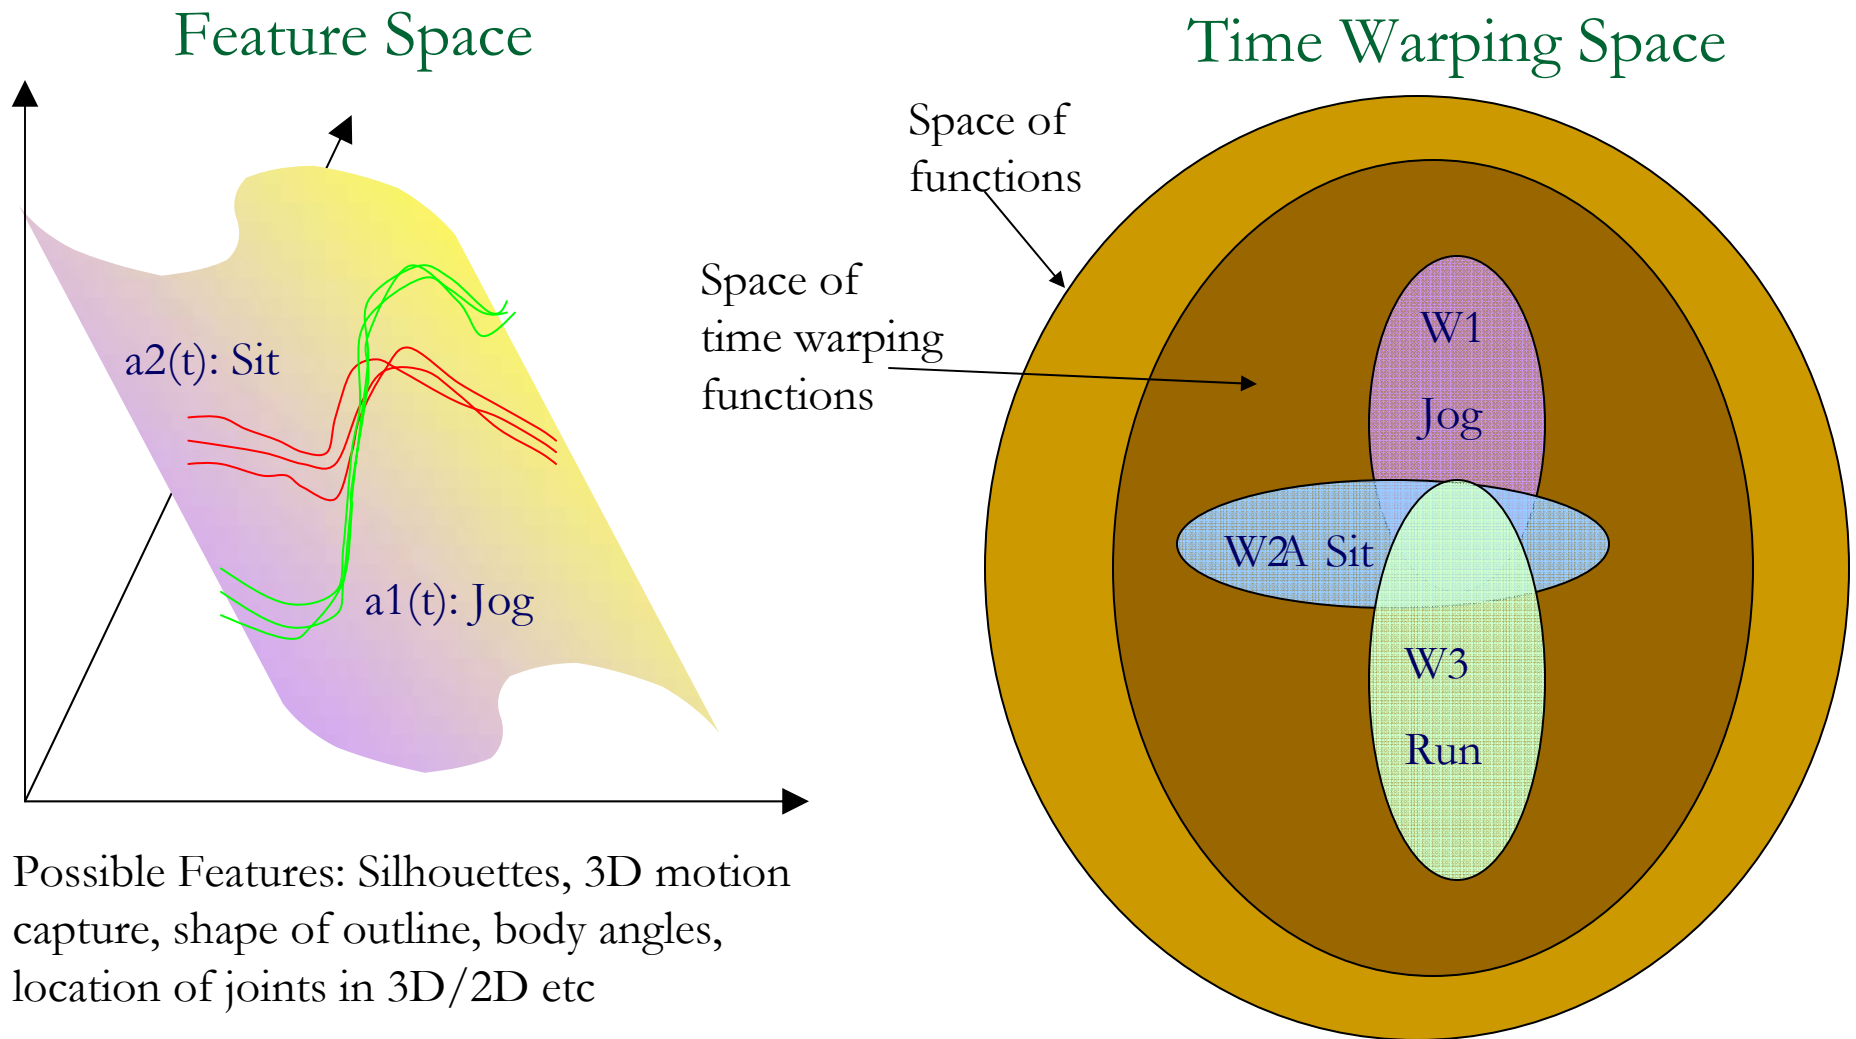 Feature Space
a2(t): Sit
a1(t): Jog
Possible Features: Silhouettes, 3D motion
capture, shape of outline, body angles,
location of joints in 3D/2D etc
Time Warping Space
Space of
functions
Space of
time warping
functions
W1
Jog
W2A Sit
W3
Run